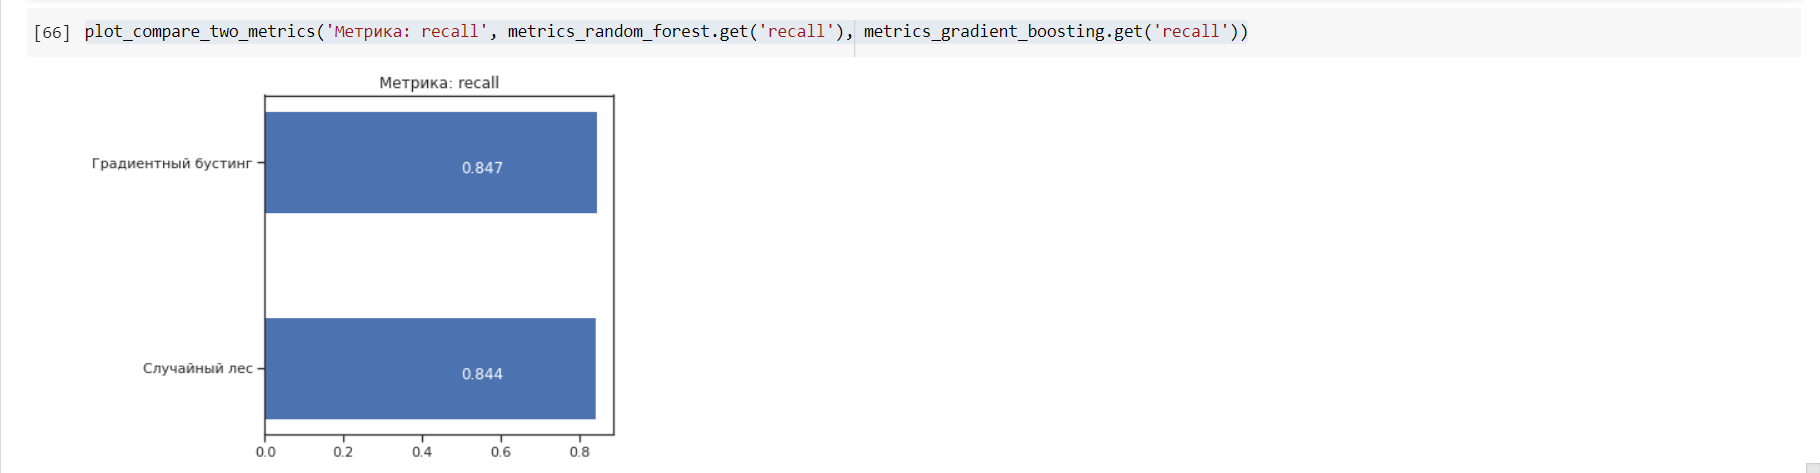 [66] plot_compare_two_metrics('Метрика: recall', metrics_random_forest.get('recall'), metrics_gradient_boosting.get('recall'))
Метрика: recall
Градиентный бустинг
0.847
Случайный лес
0.844
0.0 0.2 0.4 0.6 0.8